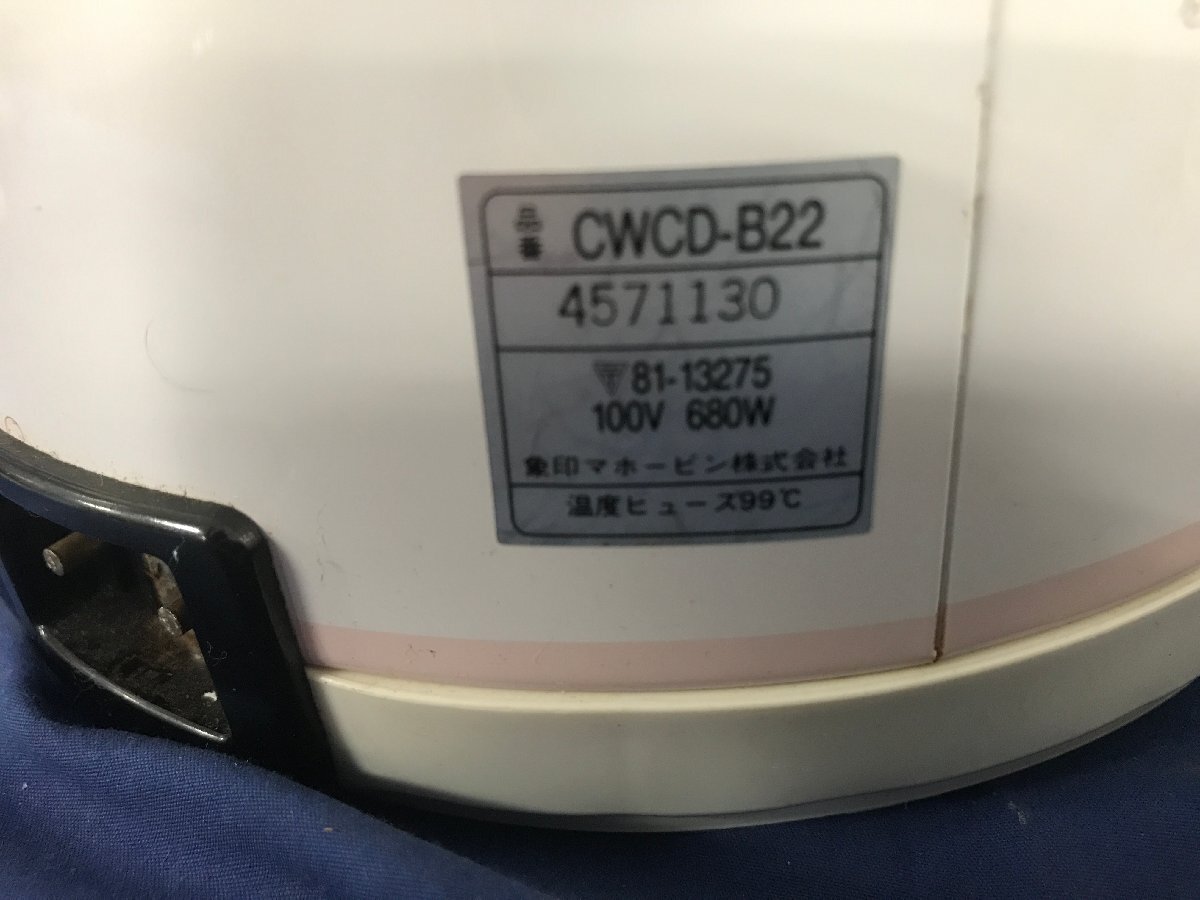 品番 CWCD-B22
4571130
〒81-13275
100V 680W
象印マホービン株式会社
温度ヒューズ99℃